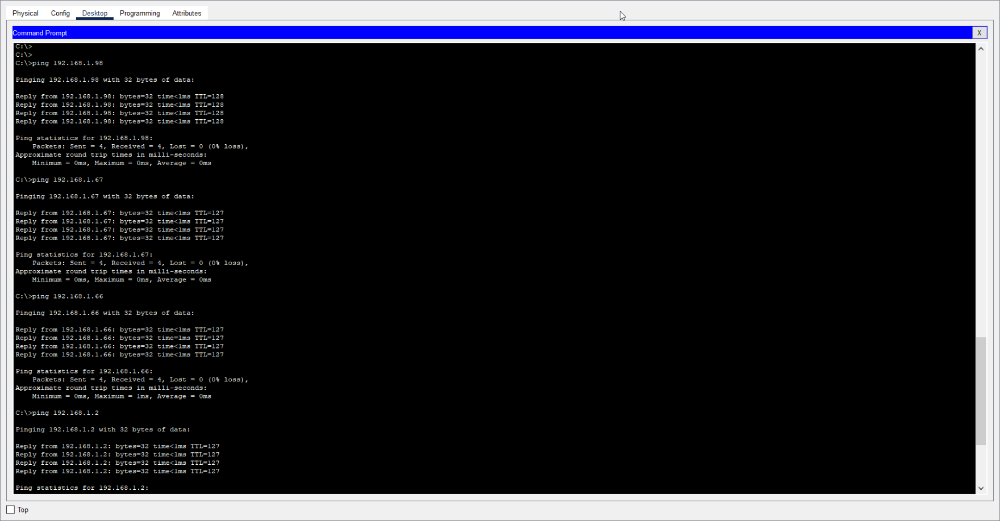 Physical Config Desktop Programming Attributes
Command Prompt X
C:\>
C:\>
C:\>ping 192.168.1.98
Pinging 192.168.1.98 with 32 bytes of data:
Reply from 192.168.1.98: bytes=32 time<1ms TTL=128
Reply from 192.168.1.98: bytes=32 time<1ms TTL=128
Reply from 192.168.1.98: bytes=32 time<1ms TTL=128
Reply from 192.168.1.98: bytes=32 time<1ms TTL=128
Ping statistics for 192.168.1.98:
Packets: Sent = 4, Received = 4, Lost = 0 (0% loss),
Approximate round trip times in milli-seconds:
Minimum = 0ms, Maximum = 0ms, Average = 0ms
C:\>ping 192.168.1.67
Pinging 192.168.1.67 with 32 bytes of data:
Reply from 192.168.1.67: bytes=32 time<1ms TTL=127
Reply from 192.168.1.67: bytes=32 time<1ms TTL=127
Reply from 192.168.1.67: bytes=32 time<1ms TTL=127
Reply from 192.168.1.67: bytes=32 time<1ms TTL=127
Ping statistics for 192.168.1.67:
Packets: Sent = 4, Received = 4, Lost = 0 (0% loss),
Approximate round trip times in milli-seconds:
Minimum = 0ms, Maximum = 0ms, Average = 0ms
C:\>ping 192.168.1.66
Pinging 192.168.1.66 with 32 bytes of data:
Reply from 192.168.1.66: bytes=32 time<1ms TTL=127
Reply from 192.168.1.66: bytes=32 time=1ms TTL=127
Reply from 192.168.1.66: bytes=32 time<1ms TTL=127
Reply from 192.168.1.66: bytes=32 time<1ms TTL=127
Ping statistics for 192.168.1.66:
Packets: Sent = 4, Received = 4, Lost = 0 (0% loss),
Approximate round trip times in milli-seconds:
Minimum = 0ms, Maximum = 1ms, Average = 0ms
C:\>ping 192.168.1.2
Pinging 192.168.1.2 with 32 bytes of data:
Reply from 192.168.1.2: bytes=32 time<1ms TTL=127
Reply from 192.168.1.2: bytes=32 time<1ms TTL=127
Reply from 192.168.1.2: bytes=32 time<1ms TTL=127
Reply from 192.168.1.2: bytes=32 time<1ms TTL=127
Ping statistics for 192.168.1.2:
Top